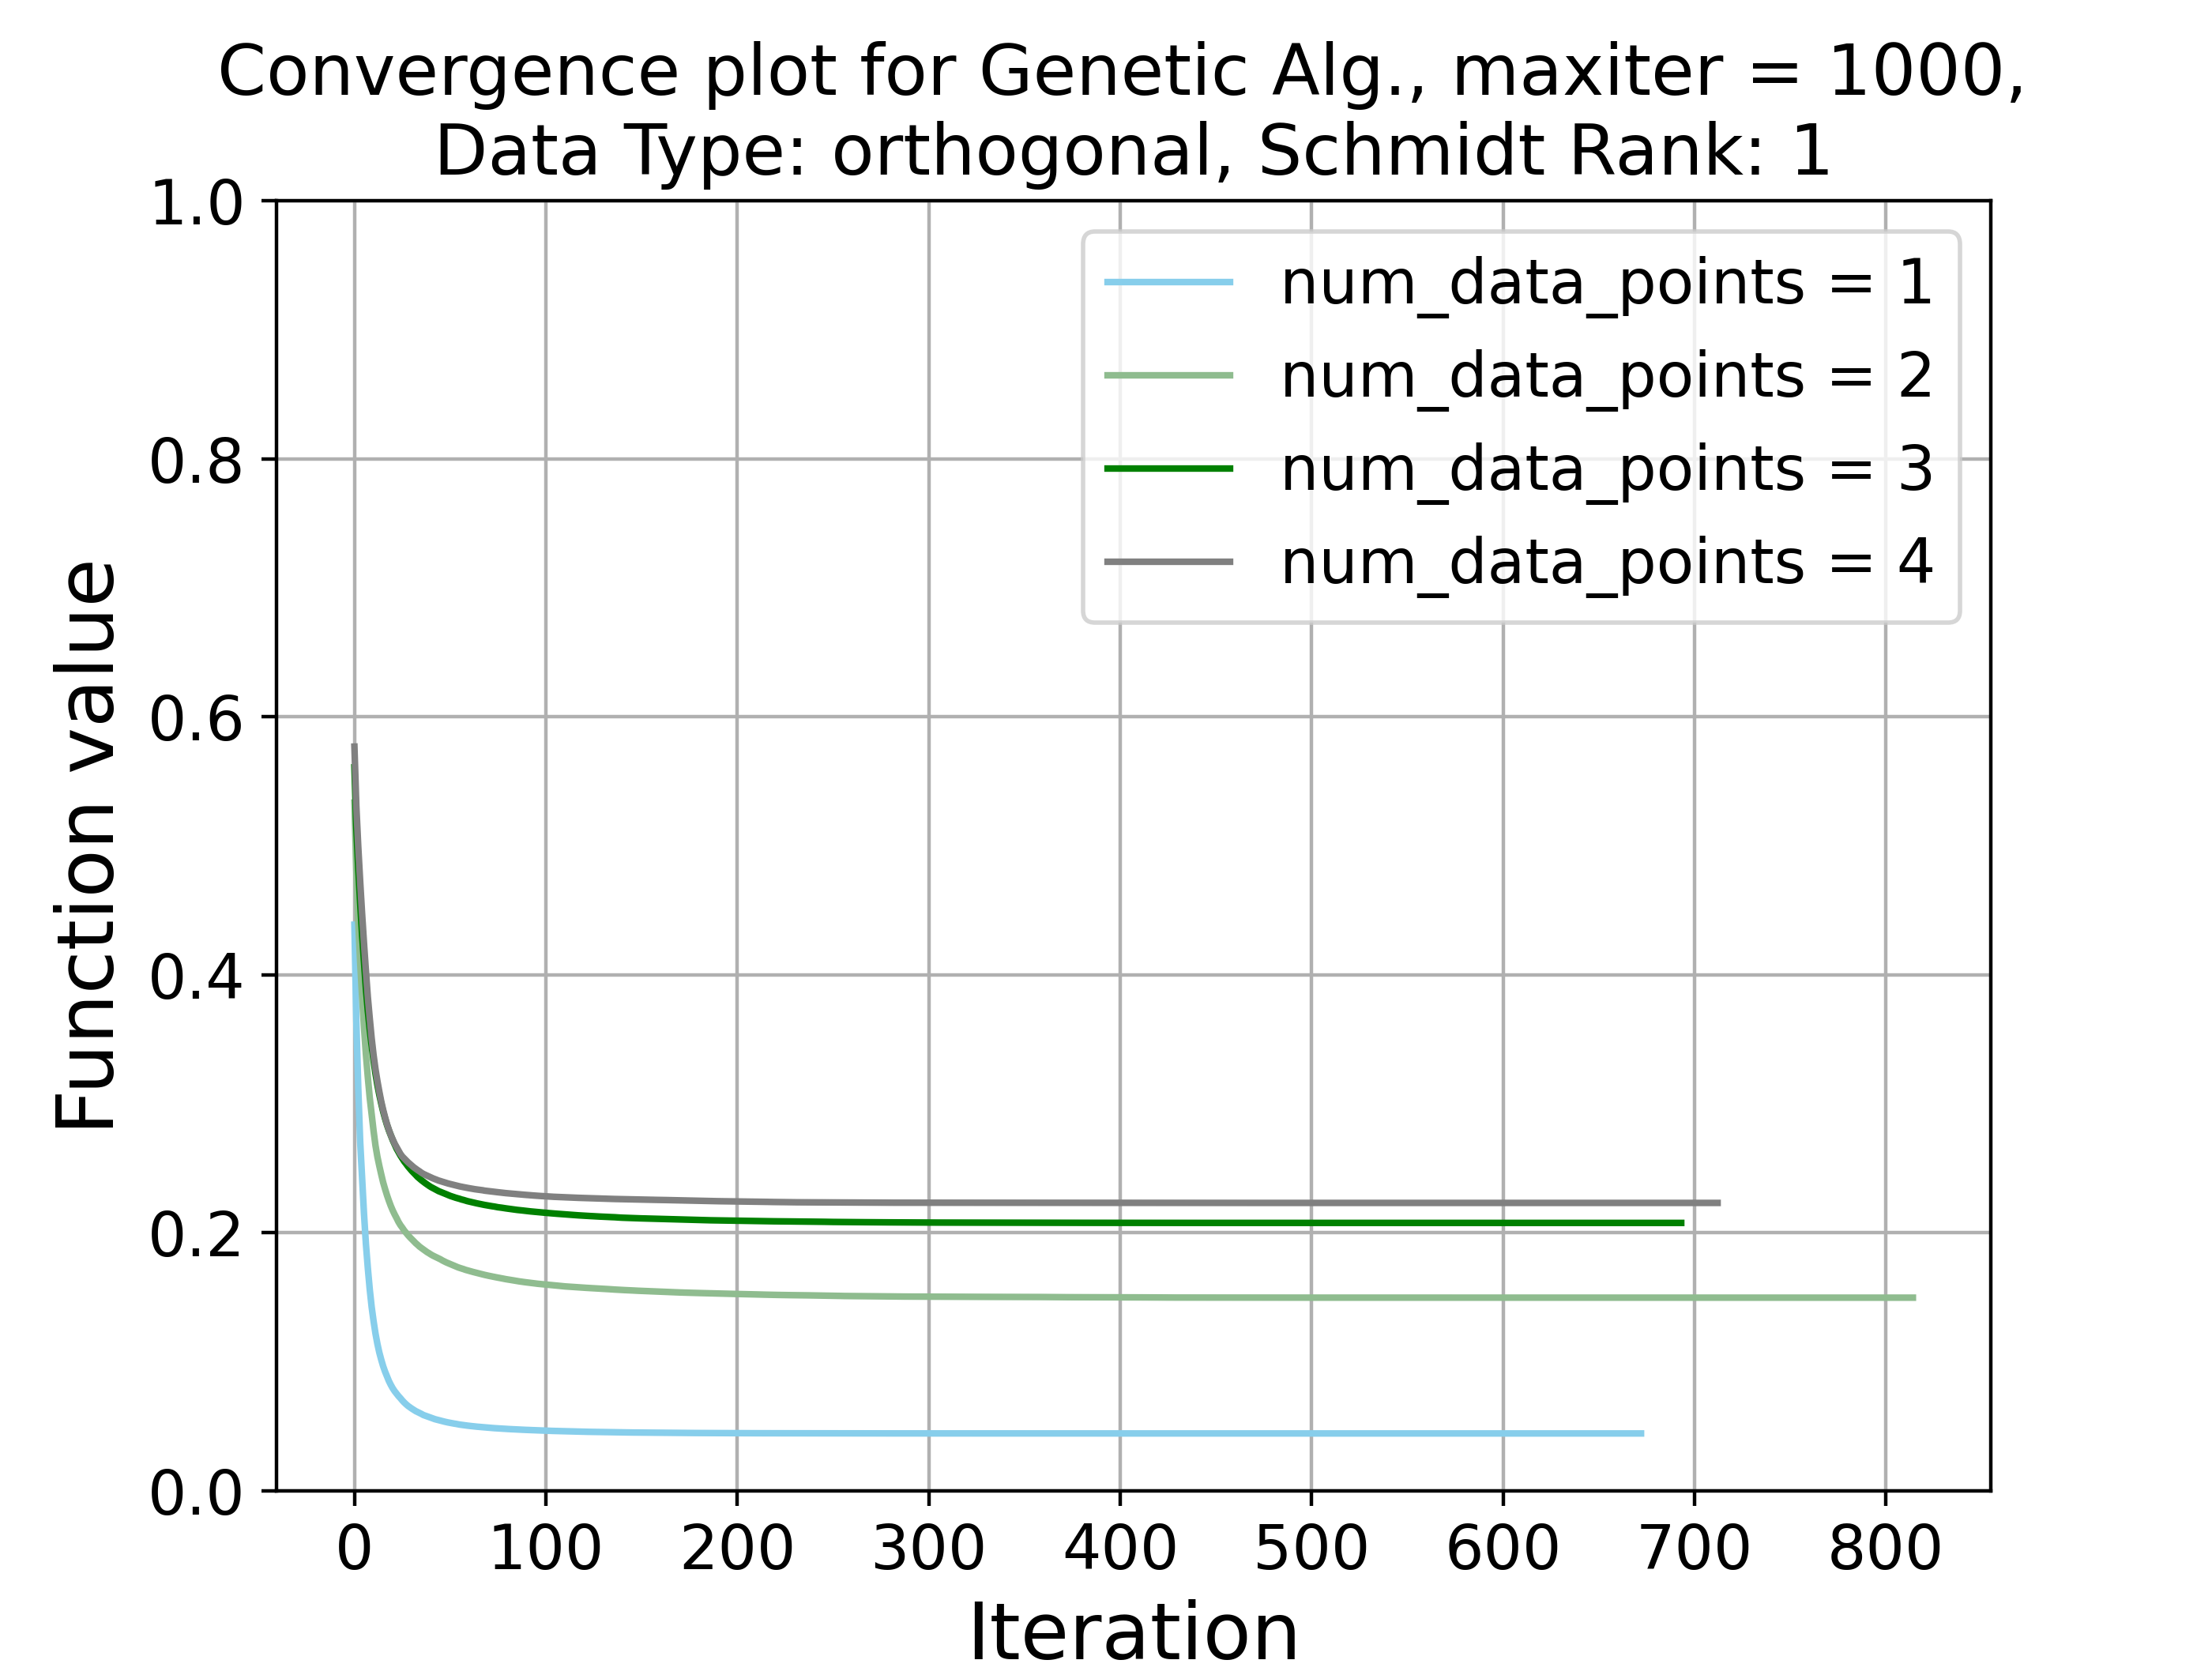 Convergence plot for Genetic Alg., maxiter = 1000,
Data Type: orthogonal, Schmidt Rank: 1
1.0
0.8
0.6
0.4
0.2
0.0
Function value
num_data_points = 1
num_data_points = 2
num_data_points = 3
num_data_points = 4
0 100 200 300 400 500 600 700 800
Iteration